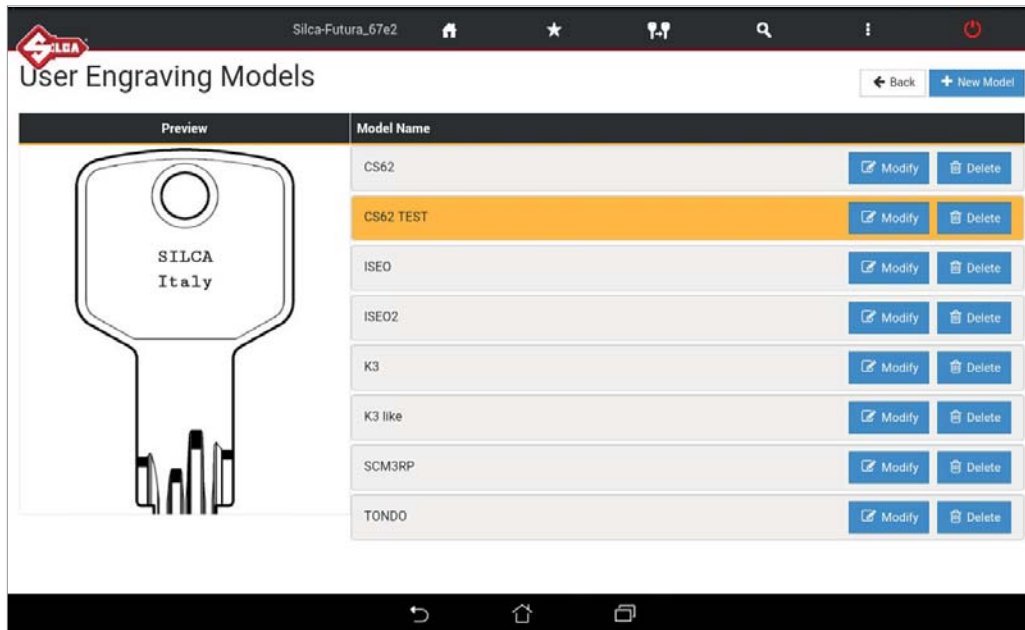 Silca-Futura_67e2
SILCA
User Engraving Models
Back
New Model
Preview
Model Name
SILCA
Italy
CS62
Modify
Delete
CS62 TEST
Modify
Delete
ISEO
Modify
Delete
ISEO2
Modify
Delete
K3
Modify
Delete
K3 like
Modify
Delete
SCM3RP
Modify
Delete
TONDO
Modify
Delete